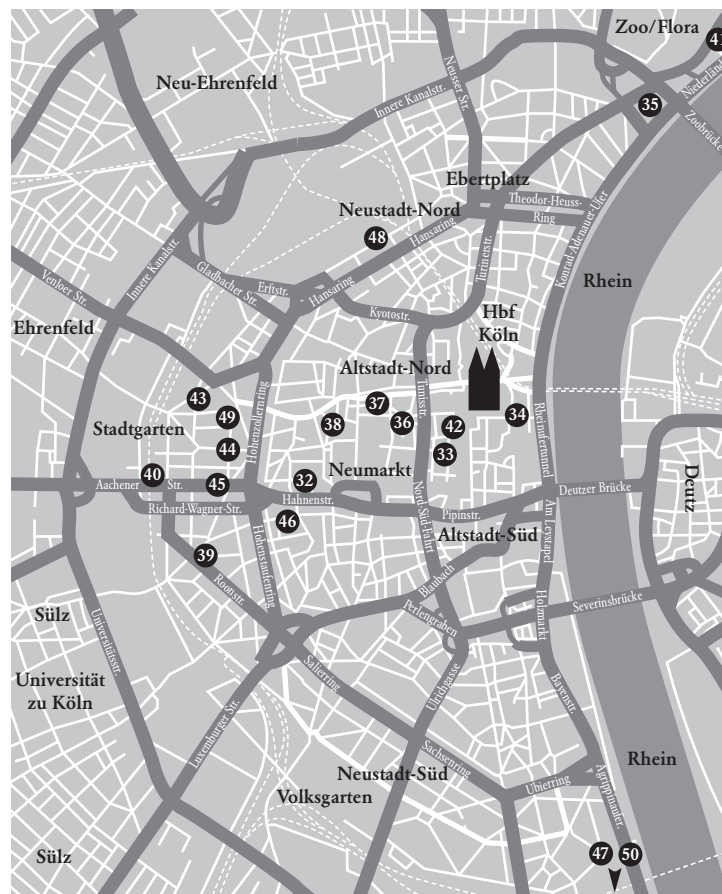 Zoo/Flora
41
Niederländ
Zoobrücke
35
Neu-Ehrenfeld
Innere Kanalstr.
Neusser Str.
Ebertplatz
Theodor-Heuss-
Ring
Neustadt-Nord
48
Hansaring
Konrad-Adenauer-Ufer
Turinerstr.
Rhein
Innere Kanalstr.
Venloer Str.
Gladbacher Str.
Erftstr.
Hansaring
Kyotostr.
Hbf
Köln
Ehrenfeld
Altstadt-Nord
Tunisstr.
43
49
37
36
38
42
34
33
44
Hohenzollernring
Rheinufertunnel
Stadtgarten
Neumarkt
40
45
32
Aachener
Str.
Hahnenstr.
Richard-Wagner-Str.
Nord-Süd-Fahrt
Pipinstr.
Deutzer Brücke
Deutz
46
Altstadt-Süd
Am Leystapel
Hohenstaufenring
39
Roonstr.
Blaubach
Perlengraben
Holzmarkt
Severinsbrücke
Sülz
Universitätsstr.
Universität
zu Köln
Salierring
Ulrichgasse
Bayenstr.
Luxemburger Str.
Sachsenring
Neustadt-Süd
Ubierring
Rhein
Volksgarten
Agrippinaufer.
Sülz
47
50